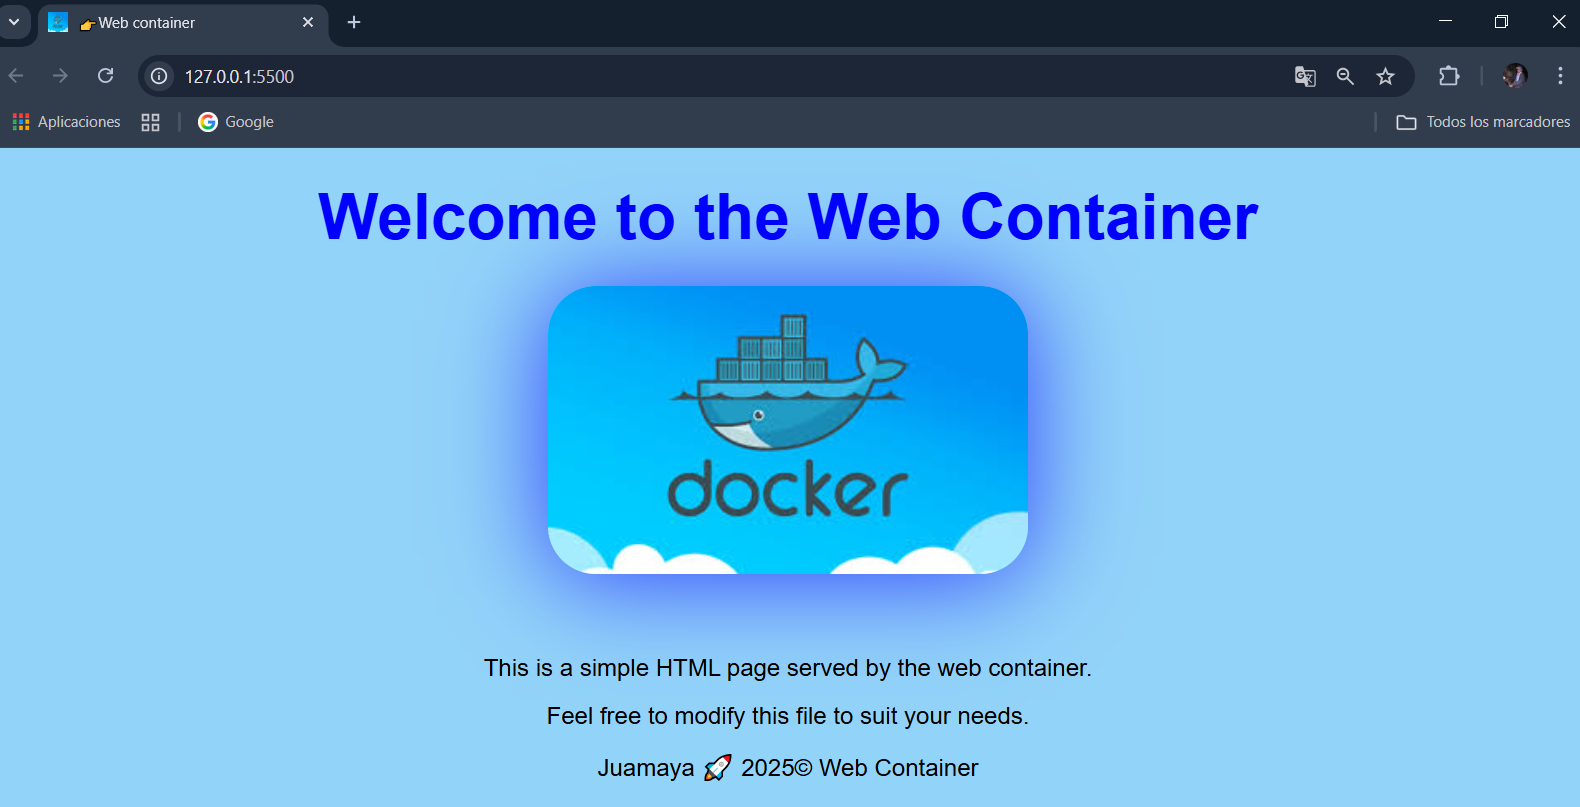 👉Web container
127.0.0.1:5500
Aplicaciones
Google
Todos los marcadores
Welcome to the Web Container
docker
This is a simple HTML page served by the web container.
Feel free to modify this file to suit your needs.
Juamaya 🚀 2025© Web Container